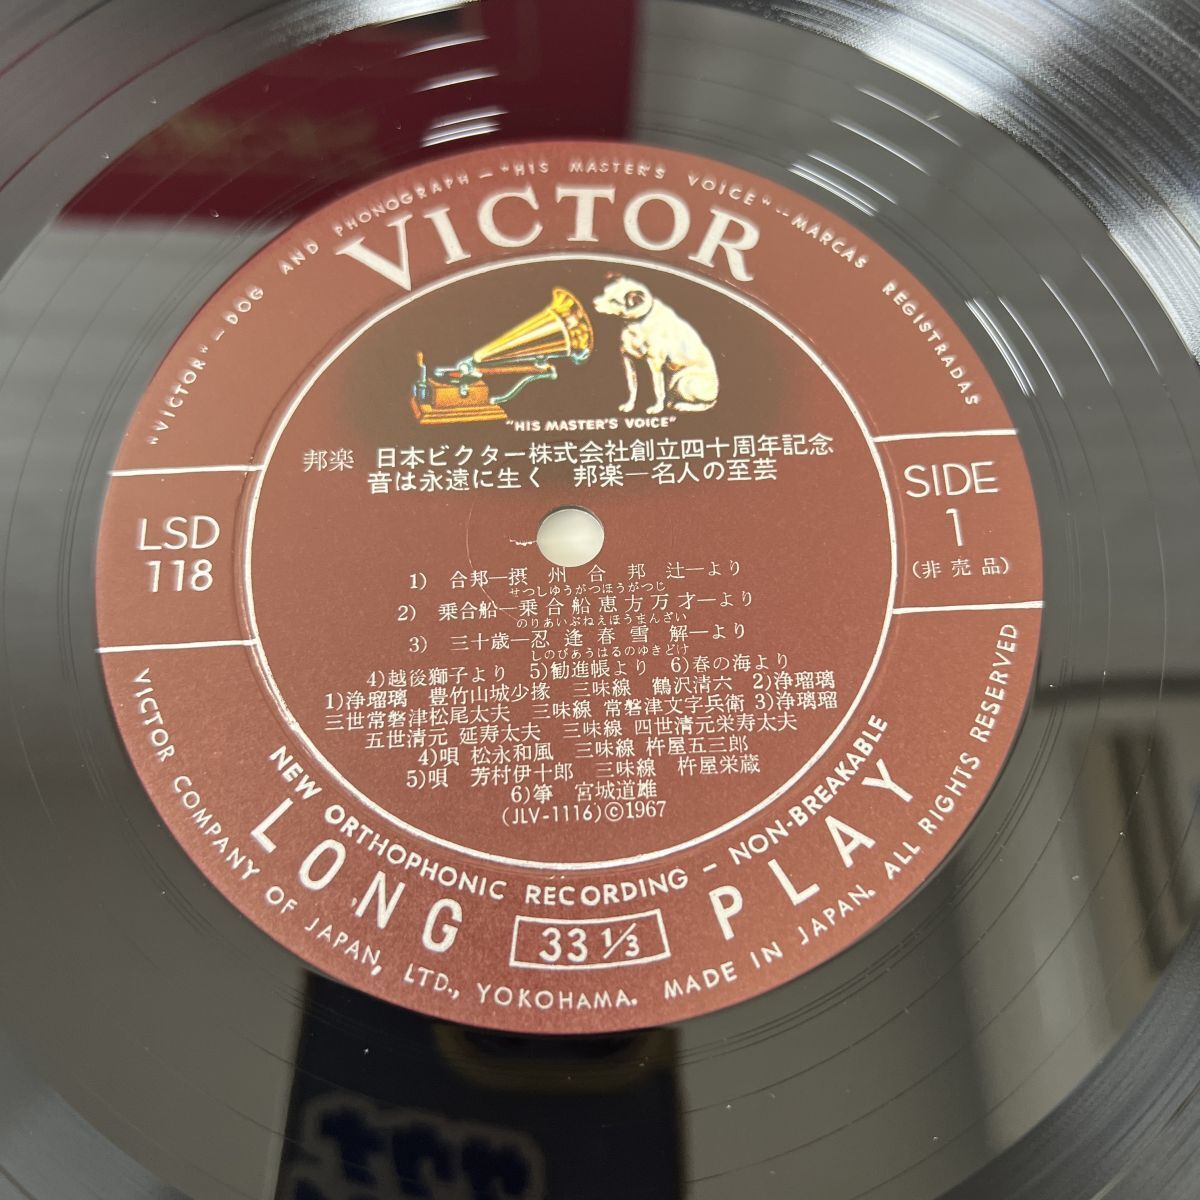 "VICTOR"–DOG AND PHONOGRAPH–"HIS MASTER'S VOICE"–MARCAS REGISTRADAS
VICTOR
"HIS MASTER'S VOICE"
邦楽 日本ビクター株式会社創立四十周年記念
音は永遠に生く 邦楽―名人の至芸
LSD
118
SIDE
1
(非売品)
1) 合邦―摂州合邦辻―より
せつしゆうがつほうがつじ
2) 乗合船―乗合船恵方万才―より
のりあいぶねえほうまんざい
3) 三十歳―忍逢春雪解―より
しのびあうはるのゆきどけ
4)越後獅子より 5)勧進帳より 6)春の海より
1)浄瑠璃 豊竹山城少掾 三味線 鶴沢清六 2)浄瑠璃
三世常磐津松尾太夫 三味線 常磐津文字兵衛 3)浄璃瑠
五世清元 延寿太夫 三味線 四世清元栄寿太夫
4)唄 松永和風 三味線 杵屋五三郎
5)唄 芳村伊十郎 三味線 杵屋栄蔵
6)箏 宮城道雄
(JLV-1116)©1967
NEW ORTHOPHONIC RECORDING – NON-BREAKABLE
LONG 33 1/3 PLAY
VICTOR COMPANY OF JAPAN, LTD., YOKOHAMA. MADE IN JAPAN. ALL RIGHTS RESERVED